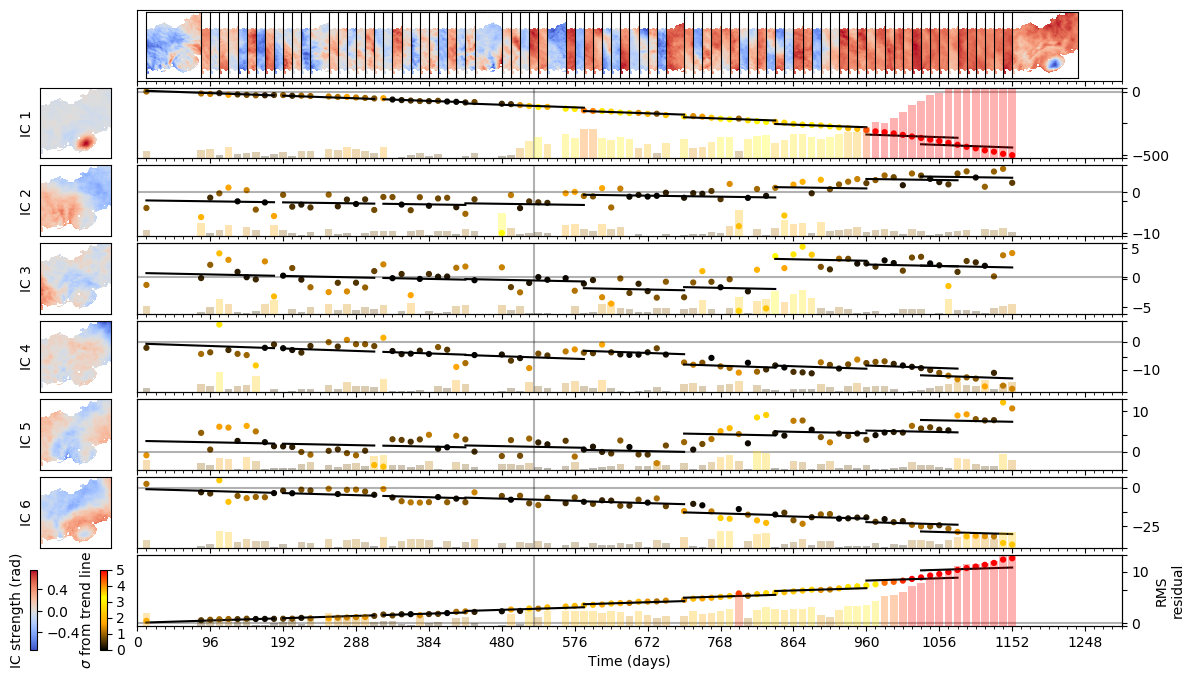 IC 1
0
−500
IC 2
0
−10
IC 3
5
0
−5
IC 4
0
−10
IC 5
10
0
IC 6
0
−25
IC strength (rad)
0.4
0.0
−0.4
σ from trend line
5
4
3
2
1
0
10
0
RMS
residual
0 96 192 288 384 480 576 672 768 864 960 1056 1152 1248
Time (days)